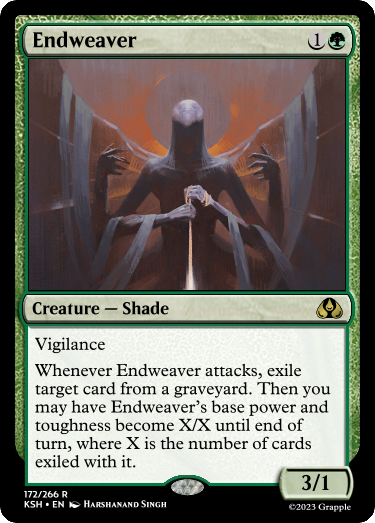 Endweaver 1
Creature — Shade
Vigilance
Whenever Endweaver attacks, exile
target card from a graveyard. Then you
may have Endweaver's base power and
toughness become X/X until end of
turn, where X is the number of cards
exiled with it.
3/1
172/266 R
KSH • EN Harshanand Singh
©2023 Grapple